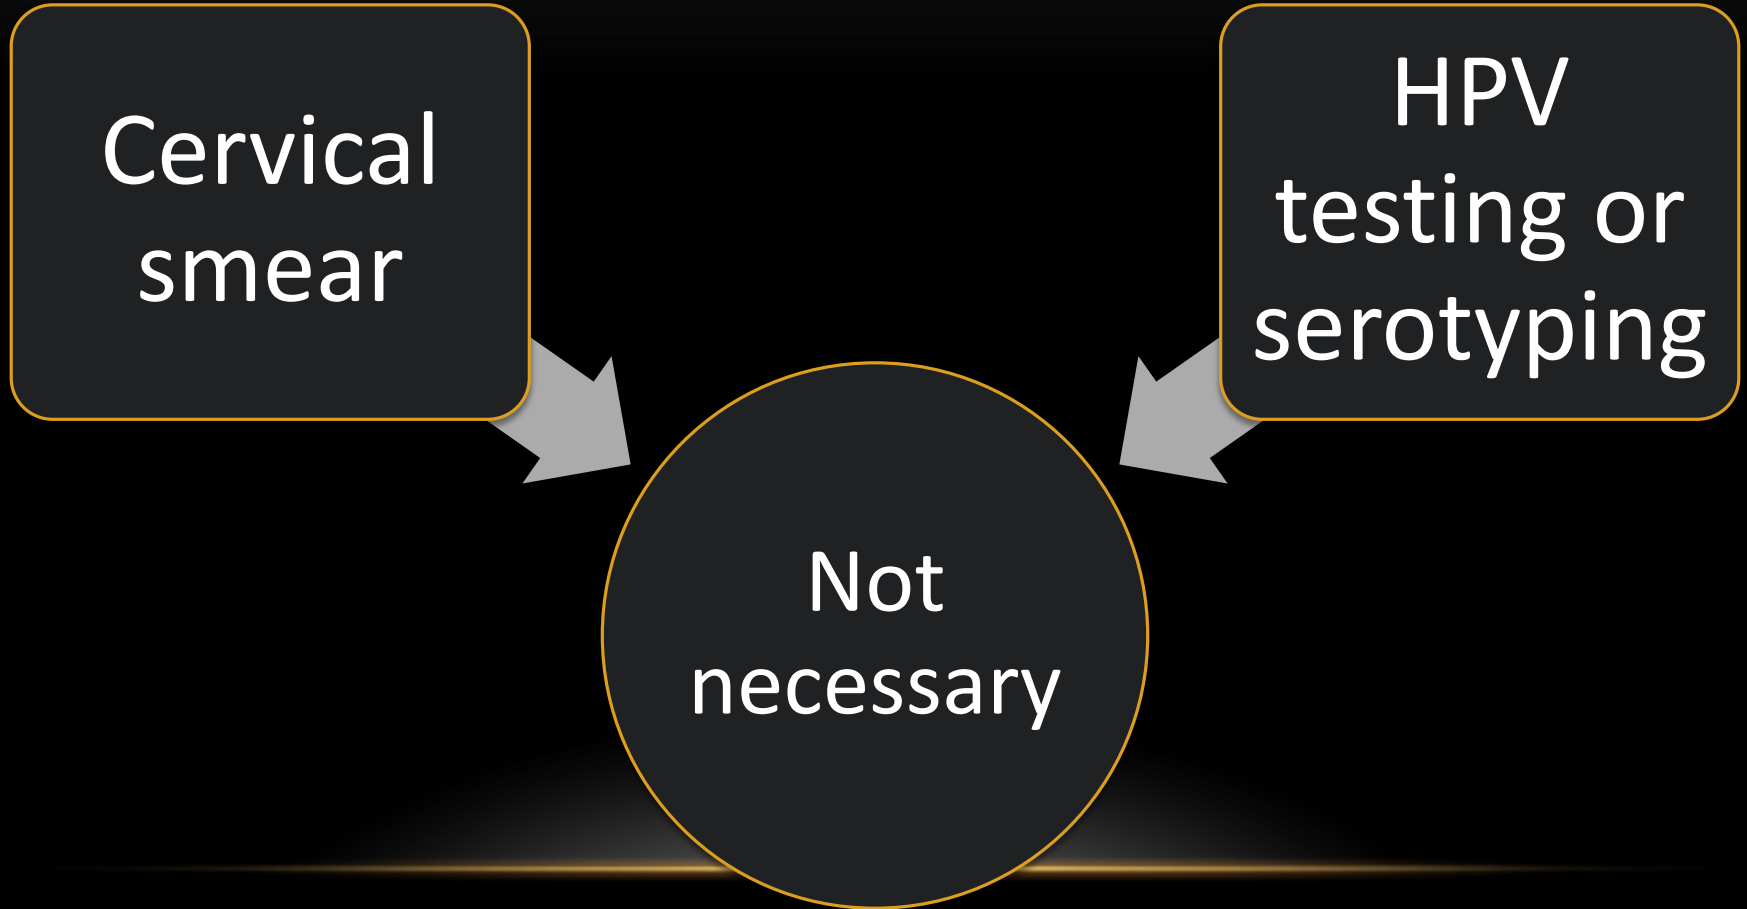 Cervical
smear
HPV
testing or
serotyping
Not
necessary